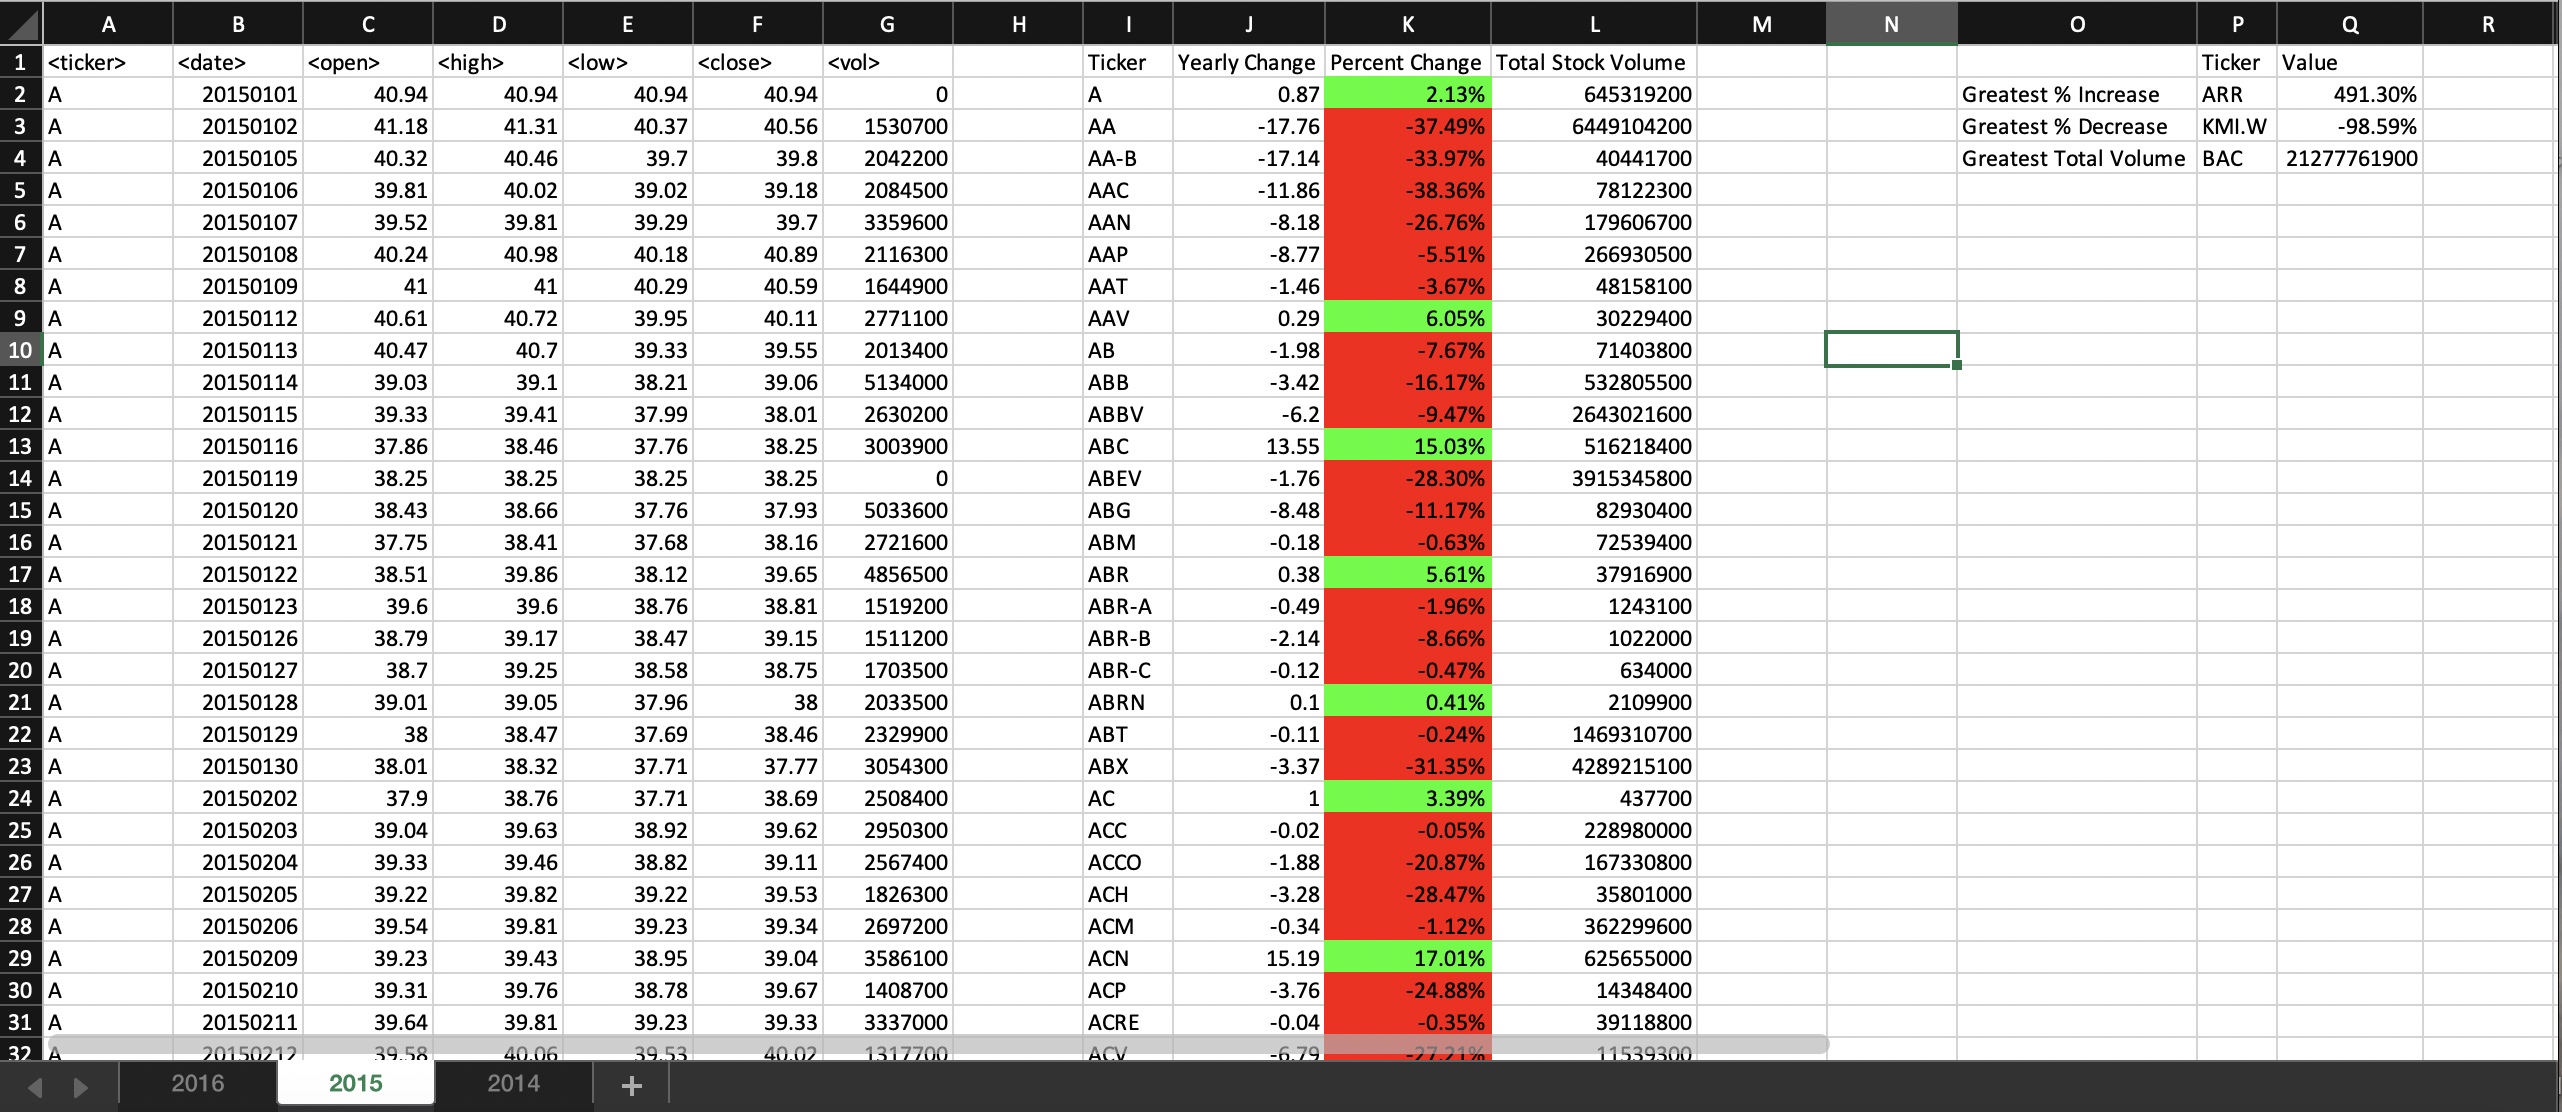 A B C D E F G H I J K L M N O P Q R
1 <ticker> <date> <open> <high> <low> <close> <vol> Ticker Yearly Change Percent Change Total Stock Volume Ticker Value
2 A 20150101 40.94 40.94 40.94 40.94 0 A 0.87 2.13% 645319200 Greatest % Increase ARR 491.30%
3 A 20150102 41.18 41.31 40.37 40.56 1530700 AA -17.76 -37.49% 6449104200 Greatest % Decrease KMI.W -98.59%
4 A 20150105 40.32 40.46 39.7 39.8 2042200 AA-B -17.14 -33.97% 40441700 Greatest Total Volume BAC 21277761900
5 A 20150106 39.81 40.02 39.02 39.18 2084500 AAC -11.86 -38.36% 78122300
6 A 20150107 39.52 39.81 39.29 39.7 3359600 AAN -8.18 -26.76% 179606700
7 A 20150108 40.24 40.98 40.18 40.89 2116300 AAP -8.77 -5.51% 266930500
8 A 20150109 41 41 40.29 40.59 1644900 AAT -1.46 -3.67% 48158100
9 A 20150112 40.61 40.72 39.95 40.11 2771100 AAV 0.29 6.05% 30229400
10 A 20150113 40.47 40.7 39.33 39.55 2013400 AB -1.98 -7.67% 71403800
11 A 20150114 39.03 39.1 38.21 39.06 5134000 ABB -3.42 -16.17% 532805500
12 A 20150115 39.33 39.41 37.99 38.01 2630200 ABBV -6.2 -9.47% 2643021600
13 A 20150116 37.86 38.46 37.76 38.25 3003900 ABC 13.55 15.03% 516218400
14 A 20150119 38.25 38.25 38.25 38.25 0 ABEV -1.76 -28.30% 3915345800
15 A 20150120 38.43 38.66 37.76 37.93 5033600 ABG -8.48 -11.17% 82930400
16 A 20150121 37.75 38.41 37.68 38.16 2721600 ABM -0.18 -0.63% 72539400
17 A 20150122 38.51 39.86 38.12 39.65 4856500 ABR 0.38 5.61% 37916900
18 A 20150123 39.6 39.6 38.76 38.81 1519200 ABR-A -0.49 -1.96% 1243100
19 A 20150126 38.79 39.17 38.47 39.15 1511200 ABR-B -2.14 -8.66% 1022000
20 A 20150127 38.7 39.25 38.58 38.75 1703500 ABR-C -0.12 -0.47% 634000
21 A 20150128 39.01 39.05 37.96 38 2033500 ABRN 0.1 0.41% 2109900
22 A 20150129 38 38.47 37.69 38.46 2329900 ABT -0.11 -0.24% 1469310700
23 A 20150130 38.01 38.32 37.71 37.77 3054300 ABX -3.37 -31.35% 4289215100
24 A 20150202 37.9 38.76 37.71 38.69 2508400 AC 1 3.39% 437700
25 A 20150203 39.04 39.63 38.92 39.62 2950300 ACC -0.02 -0.05% 228980000
26 A 20150204 39.33 39.46 38.82 39.11 2567400 ACCO -1.88 -20.87% 167330800
27 A 20150205 39.22 39.82 39.22 39.53 1826300 ACH -3.28 -28.47% 35801000
28 A 20150206 39.54 39.81 39.23 39.34 2697200 ACM -0.34 -1.12% 362299600
29 A 20150209 39.23 39.43 38.95 39.04 3586100 ACN 15.19 17.01% 625655000
30 A 20150210 39.31 39.76 38.78 39.67 1408700 ACP -3.76 -24.88% 14348400
31 A 20150211 39.64 39.81 39.23 39.33 3337000 ACRE -0.04 -0.35% 39118800
32 A 20150212 39.58 40.06 39.53 40.02 1317700 ACV -6.79 -27.21% 11539300
2016 2015 2014 +